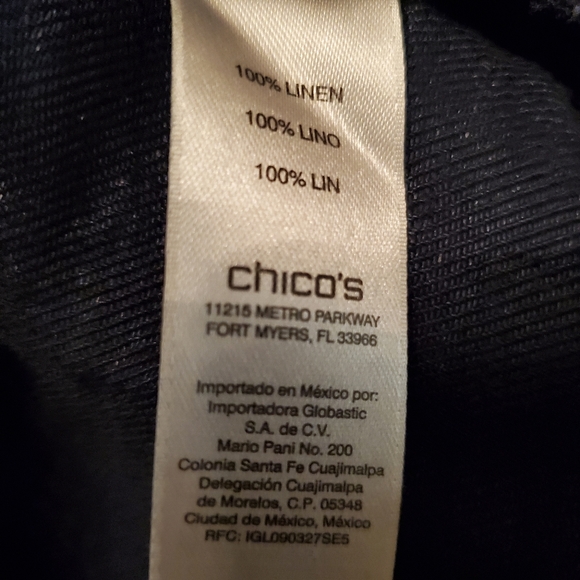 100% LINEN
100% LINO
100% LIN
chico's
11215 METRO PARKWAY
FORT MYERS, FL 33966
Importado en México por:
Importadora Globastic
S.A. de C.V.
Mario Pani No. 200
Colonia Santa Fe Cuajimalpa
Delegación Cuajimalpa
de Morelos, C.P. 05348
Ciudad de México, México
RFC: IGL090327SE5